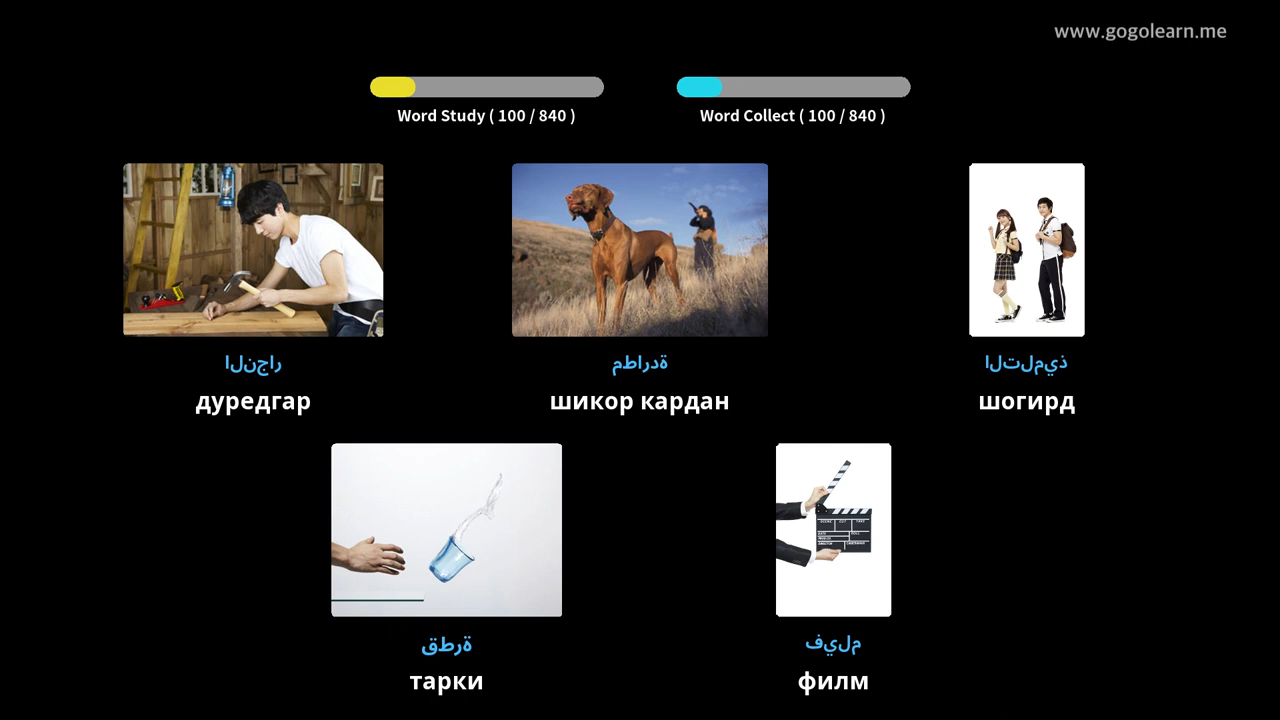 www.gogolearn.me
Word Study ( 100 / 840 )
Word Collect ( 100 / 840 )
النجار
дуредгар
مطاردة
шикор кардан
التلميذ
шогирд
قطرة
тарки
فيلم
филм